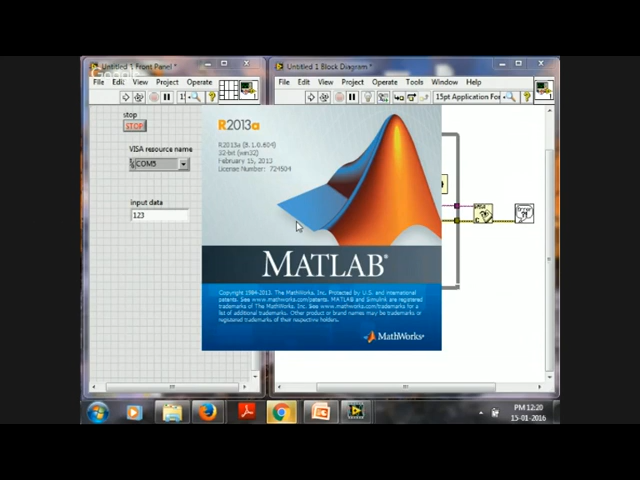 Untitled 1 Front Panel *
File Edit View Project Operate
stop
STOP
VISA resource name
COM5
input data
123
Untitled 1 Block Diagram *
File Edit View Project Operate Tools Window Help
15pt Application Fon
R2013a
R2013a (8.1.0.604)
32-bit (win32)
February 15, 2013
License Number: 724504
MATLAB®
Copyright 1984-2013, The MathWorks, Inc. Protected by U.S. and international
patents. See www.mathworks.com/patents. MATLAB and Simulink are registered
trademarks of The MathWorks, Inc. See www.mathworks.com/trademarks for a
list of additional trademarks. Other product or brand names may be trademarks or
registered trademarks of their respective holders.
MathWorks®
PM 12:20
15-01-2016